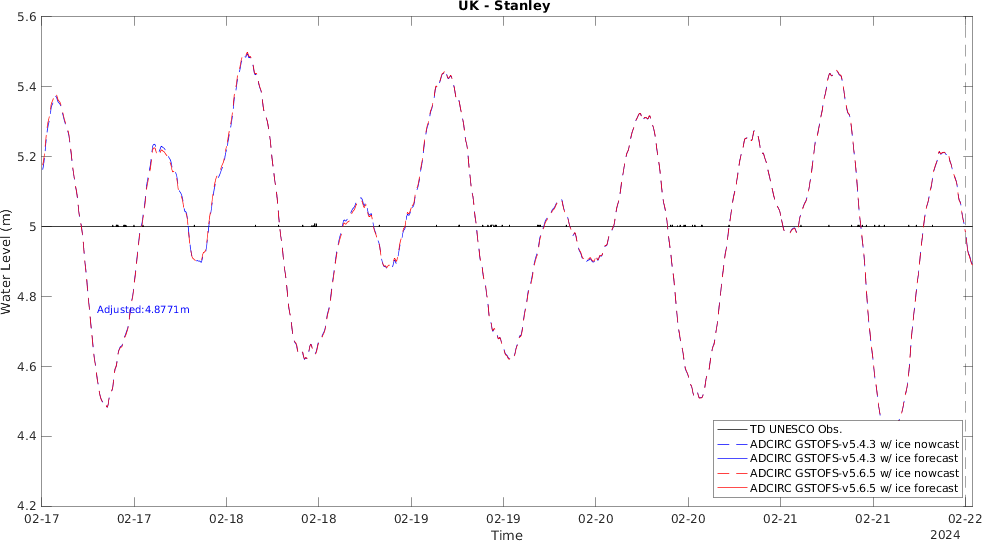 UK - Stanley
5.6
5.4
5.2
5
4.8
4.6
4.4
4.2
Water Level (m)
Adjusted:4.8771m
TD UNESCO Obs.
ADCIRC GSTOFS-v5.4.3 w/ ice nowcast
ADCIRC GSTOFS-v5.4.3 w/ ice forecast
ADCIRC GSTOFS-v5.6.5 w/ ice nowcast
ADCIRC GSTOFS-v5.6.5 w/ ice forecast
02-17 02-17 02-18 02-18 02-19 02-19 02-20 02-20 02-21 02-21 02-22
Time
2024